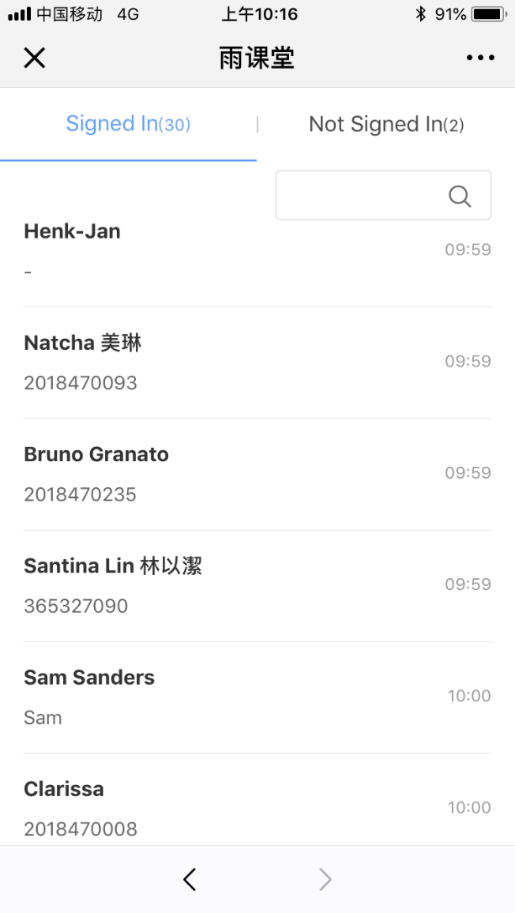 中国移动 4G 上午10:16 91%
雨课堂
Signed In(30) | Not Signed In(2)
Henk-Jan
09:59
-
Natcha 美琳
09:59
2018470093
Bruno Granato
09:59
2018470235
Santina Lin 林以潔
09:59
365327090
Sam Sanders
10:00
Sam
Clarissa
10:00
2018470008